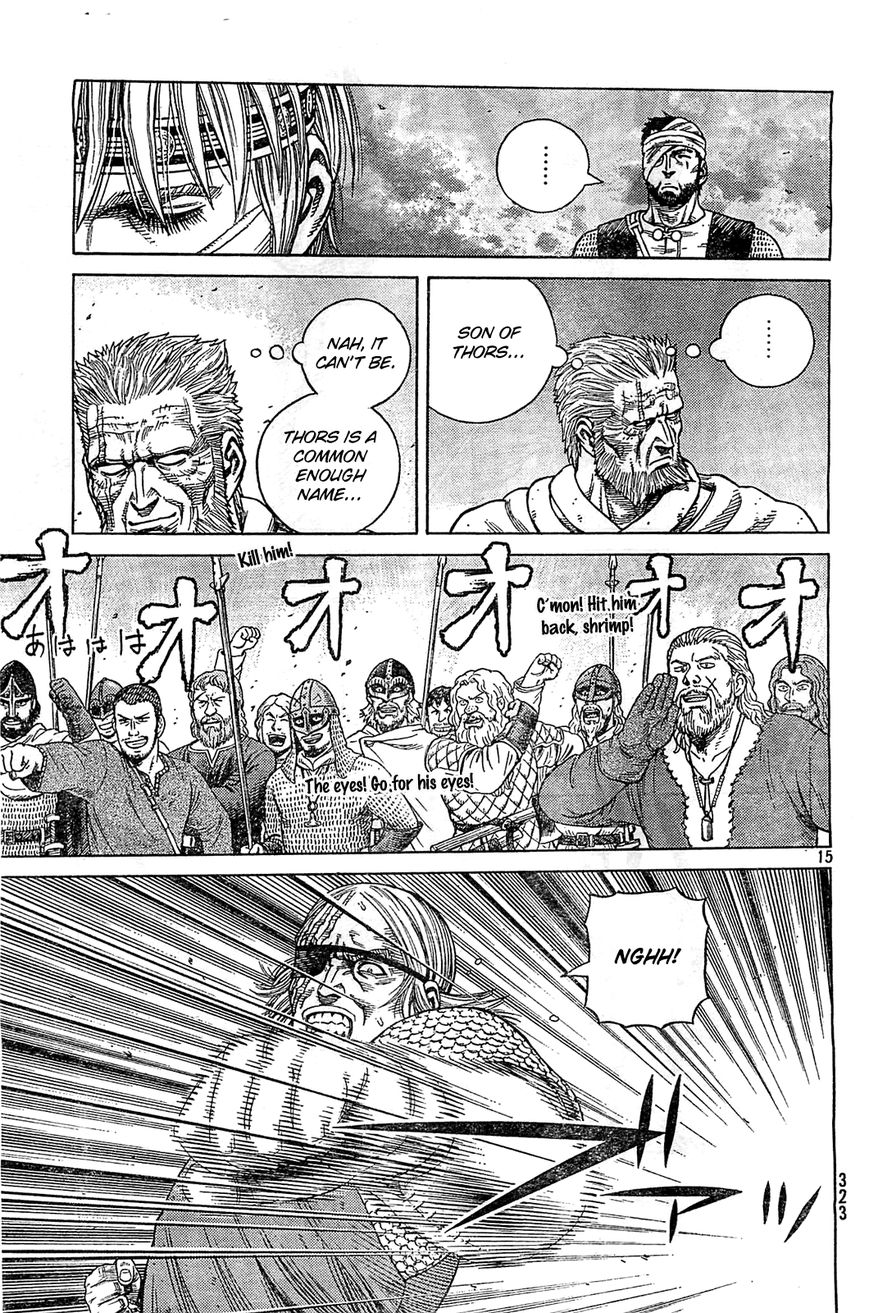 ......
......
SON OF
THORS...
NAH, IT
CAN'T BE.
THORS IS A
COMMON
ENOUGH
NAME...
オオオオオオ
Kill him!
あははは
C'mon! Hit him
back, shrimp!
The eyes! Go for his eyes!
15
NGHH!
323